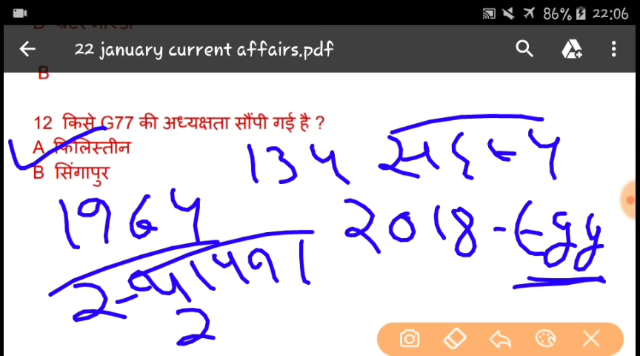 86% 22:06
22 january current affairs.pdf
B
12 किसे G77 की अध्यक्षता सौंपी गई है ?
A फिलिस्तीन
B सिंगापुर
134 सदस्य
1964
2018 - Egy
स्थापना
2